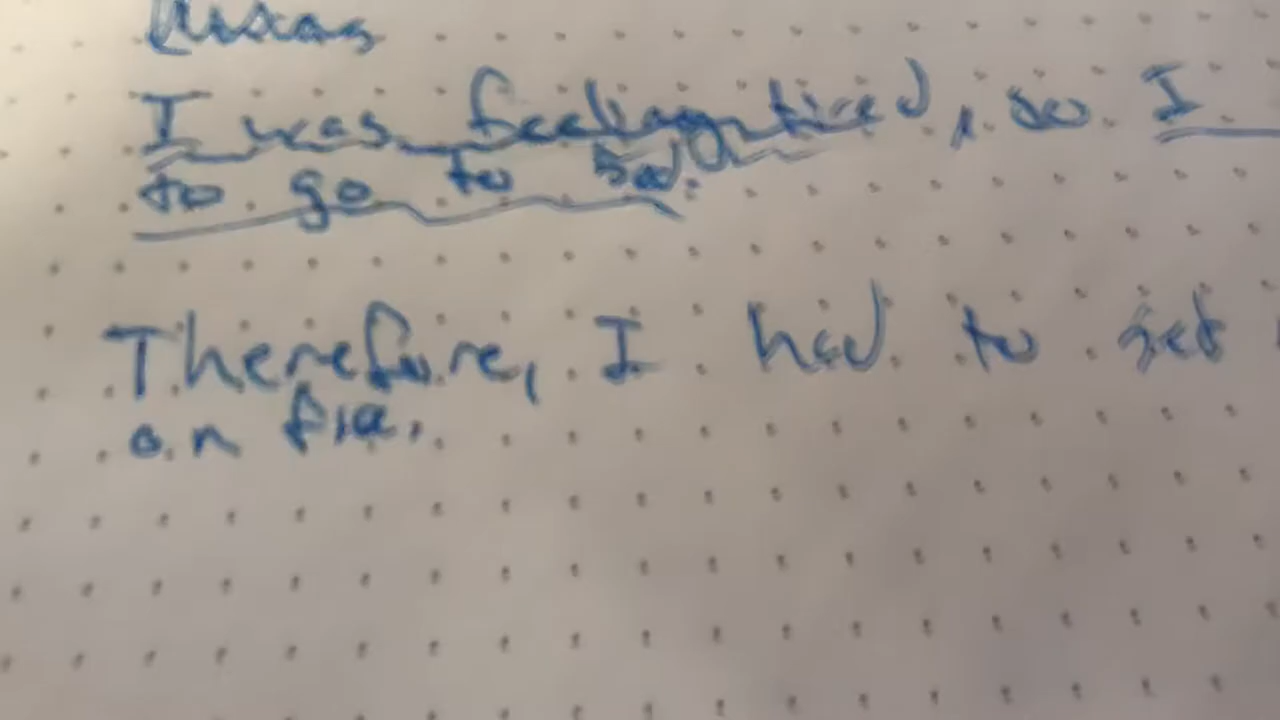 I was feeling tired, so I
to go to bed.
Therefore, I had to set
on fire.